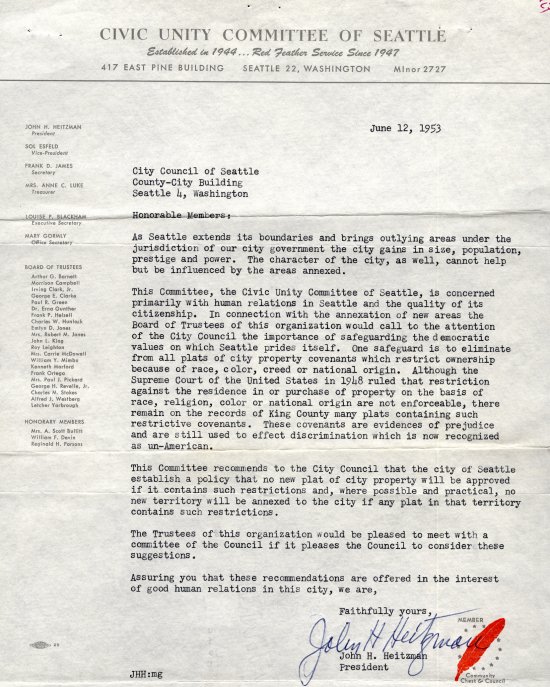 CIVIC UNITY COMMITTEE OF SEATTLE
Established in 1944 ... Red Feather Service Since 1947
417 EAST PINE BUILDING SEATTLE 22, WASHINGTON MInor 2727
June 12, 1953
JOHN H. HEITZMAN
President
SOL ESFELD
Vice-President
FRANK D. JAMES
Secretary
MRS. ANNE C. LUKE
Treasurer
LOUISE P. BLACKHAM
Executive Secretary
MARY GORMLY
Office Secretary
BOARD OF TRUSTEES
Arthur G. Barnett
Morrison Campbell
Irving Clark, Jr.
George E. Clarke
Paul R. Green
Dr. Erna Gunther
Frank P. Helsell
Charles W. Hunlock
Emlyn D. Jones
Mrs. Robert M. Jones
John L. King
Roy Leighton
Mrs. Carrie McDowall
William Y. Mimbu
Kenneth Morford
Frank Ortega
Mrs. Paul J. Pickard
George H. Revelle, Jr.
Charles M. Stokes
Alfred J. Westberg
Letcher Yarbrough
HONORARY MEMBERS
Mrs. A. Scott Bullitt
William F. Devin
Reginald H. Parsons
City Council of Seattle
County-City Building
Seattle 4, Washington
Honorable Members:
As Seattle extends its boundaries and brings outlying areas under the
jurisdiction of our city government the city gains in size, population,
prestige and power. The character of the city, as well, cannot help
but be influenced by the areas annexed.
This Committee, the Civic Unity Committee of Seattle, is concerned
primarily with human relations in Seattle and the quality of its
citizenship. In connection with the annexation of new areas the
Board of Trustees of this organization would call to the attention
of the City Council the importance of safeguarding the democratic
values on which Seattle prides itself. One safeguard is to eliminate
from all plats of city property covenants which restrict ownership
because of race, color, creed or national origin. Although the
Supreme Court of the United States in 1948 ruled that restriction
against the residence in or purchase of property on the basis of
race, religion, color or national origin are not enforceable, there
remain on the records of King County many plats containing such
restrictive covenants. These covenants are evidences of prejudice
and are still used to effect discrimination which is now recognized
as un-American.
This Committee recommends to the City Council that the city of Seattle
establish a policy that no new plat of city property will be approved
if it contains such restrictions and, where possible and practical, no
new territory will be annexed to the city if any plat in that territory
contains such restrictions.
The Trustees of this organization would be pleased to meet with a
committee of the Council if it pleases the Council to consider these
suggestions.
Assuring you that these recommendations are offered in the interest
of good human relations in this city, we are,
Faithfully yours,
John H Heitzman
John H. Heitzman
President
JHH:mg
MEMBER
Community
Chest & Council